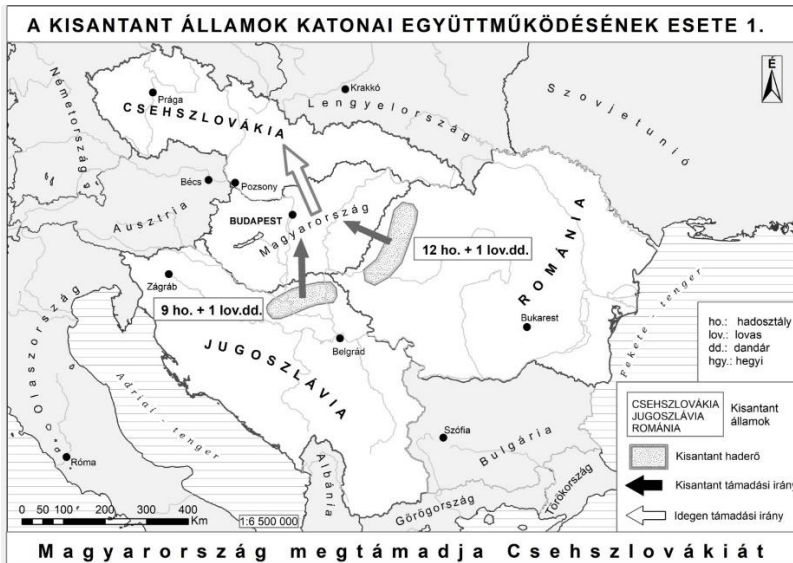 A KISANTANT ÁLLAMOK KATONAI EGYÜTTMŰKÖDÉSÉNEK ESETE 1.
É
Németország
Prága
CSEHSZLOVÁKIA
Krakkó
Lengyelország
Szovjetunió
Bécs
Pozsony
Ausztria
BUDAPEST
Magyarország
12 ho. + 1 lov.dd.
ROMÁNIA
Zágráb
9 ho. + 1 lov.dd.
Bukarest
Belgrád
JUGOSZLÁVIA
Olaszország
Adriai - tenger
Fekete - tenger
Róma
Albánia
Szófia
Bulgária
Görögország
Törökország
ho.: hadosztály
lov.: lovas
dd.: dandár
hgy.: hegyi
CSEHSZLOVÁKIA
JUGOSZLÁVIA
ROMÁNIA
Kisantant
államok
Kisantant haderő
Kisantant támadási irány
Idegen támadási irány
0 50 100 200 300 400
Km
1:6 500 000
Magyarország megtámadja Csehszlovákiát